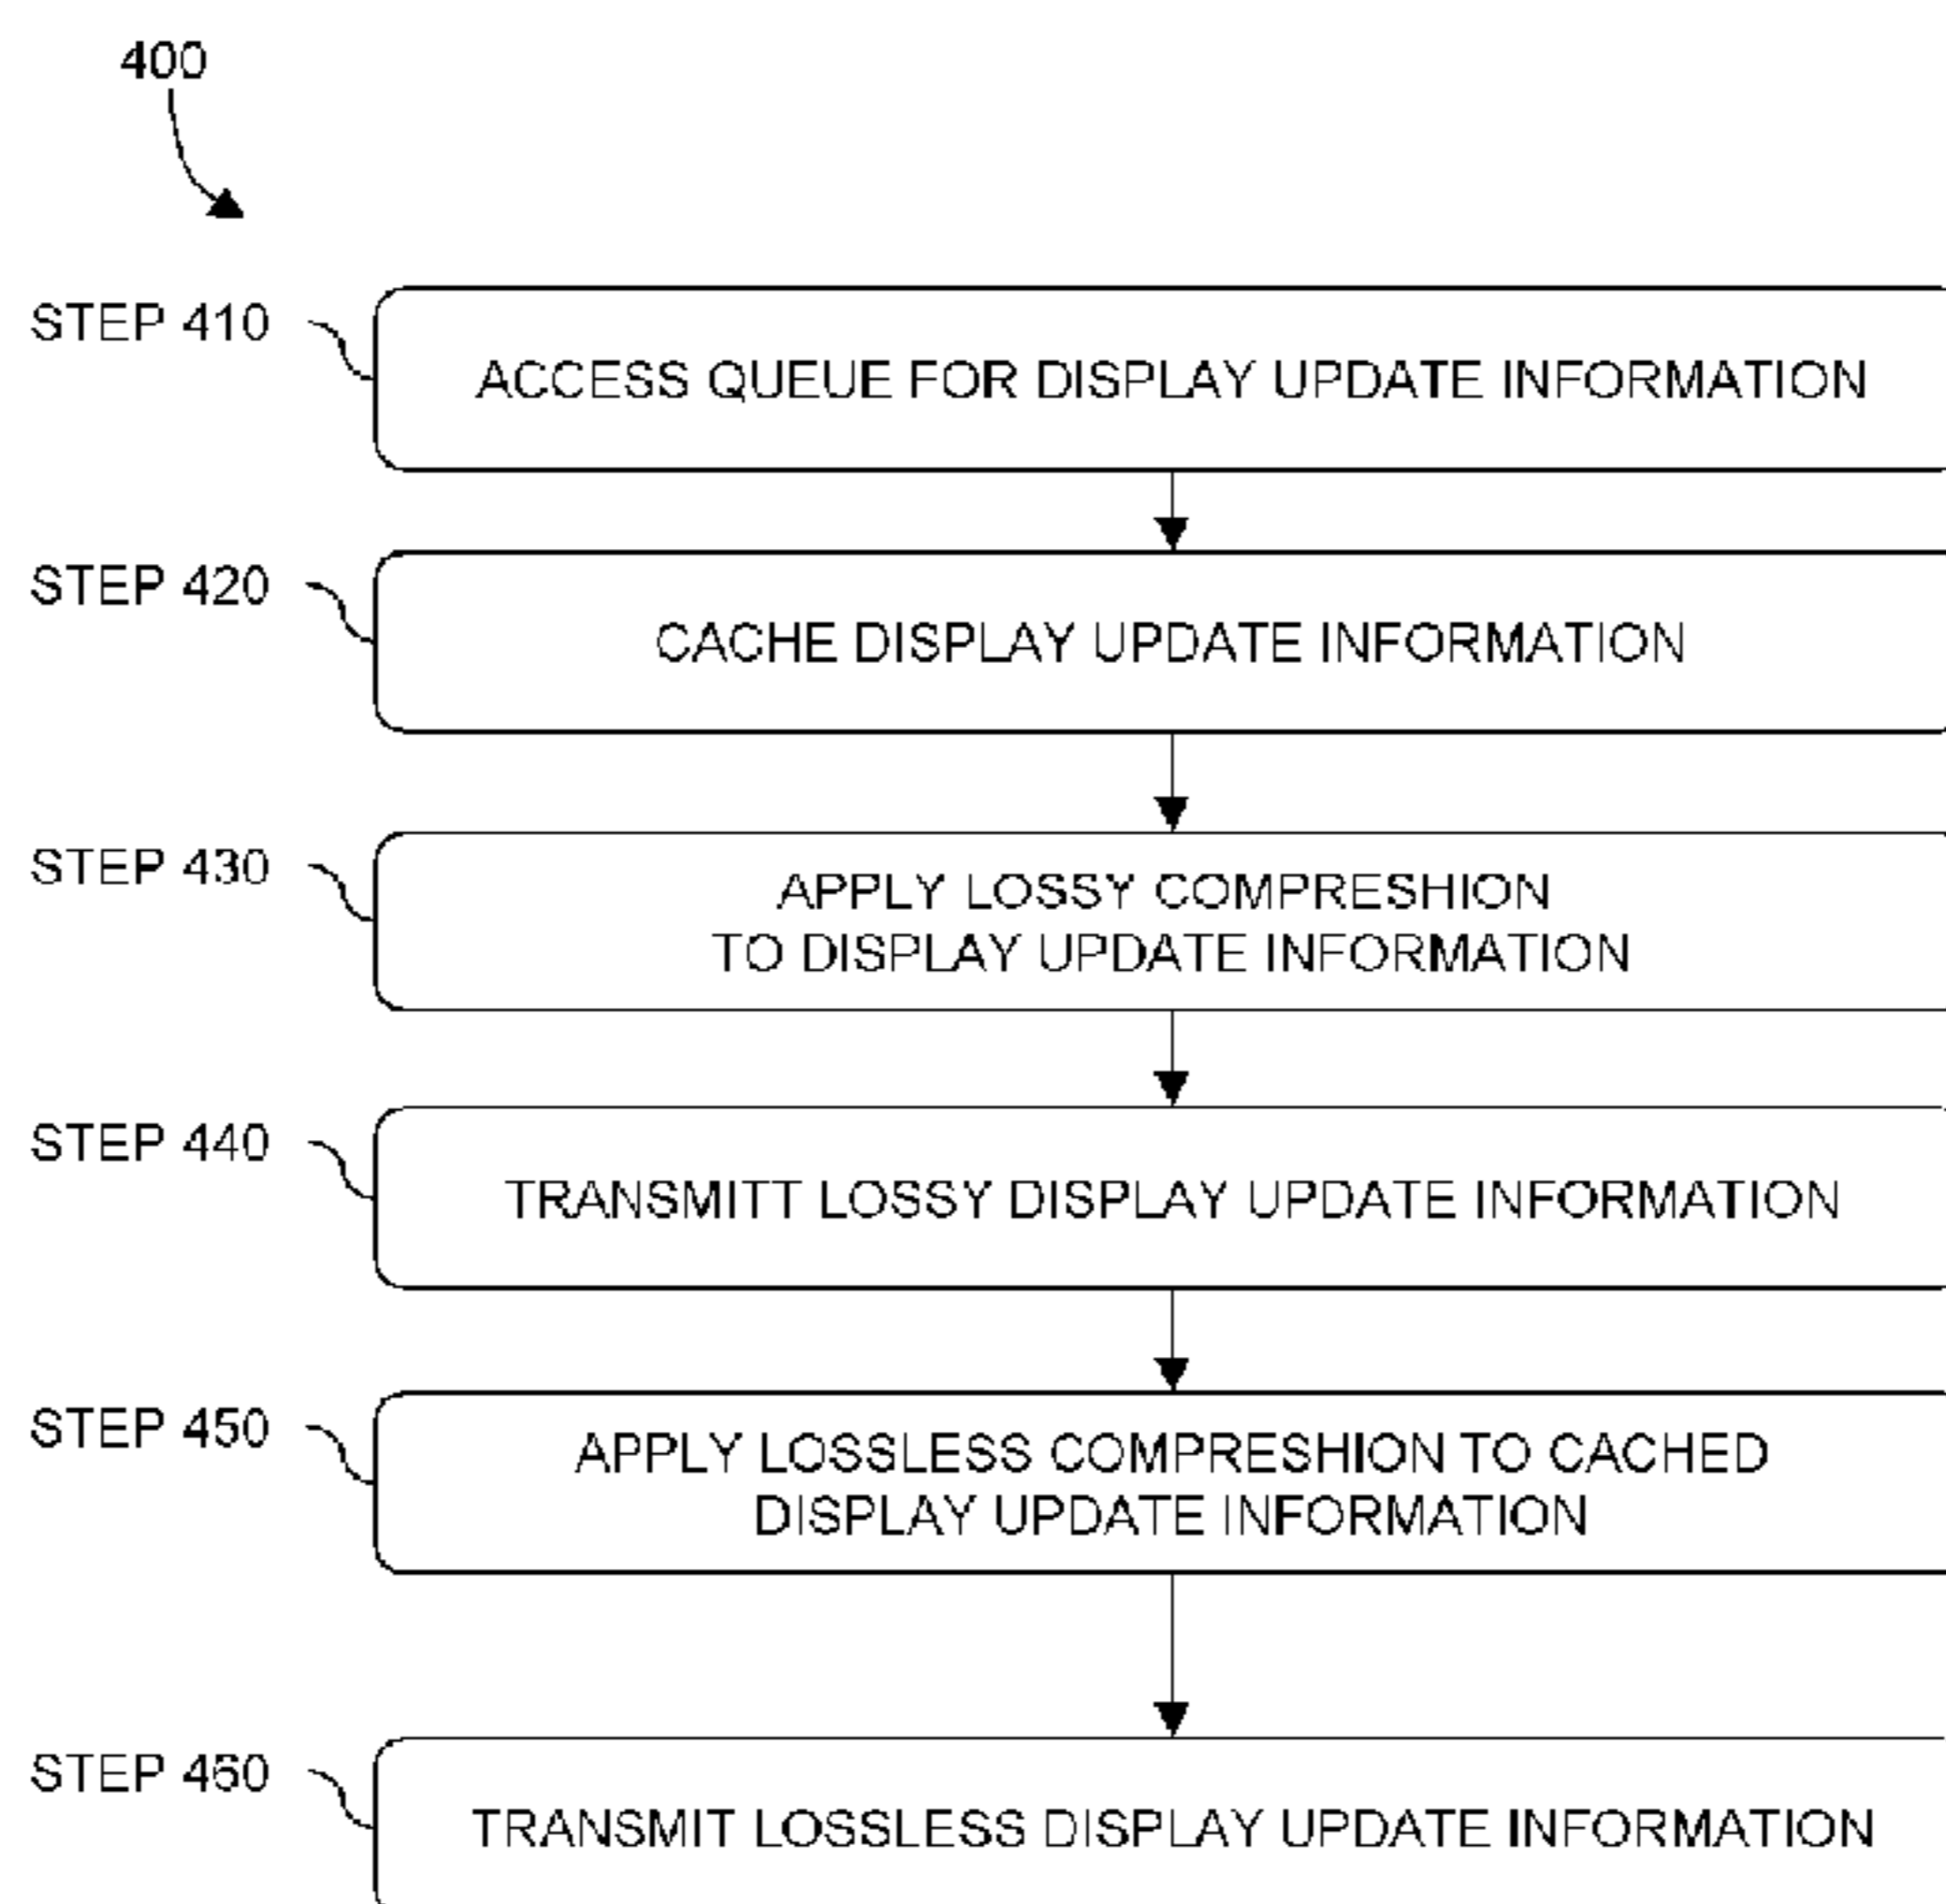 400
STEP 410
ACCESS QUEUE FOR DISPLAY UPDATE INFORMATION
STEP 420
CACHE DISPLAY UPDATE INFORMATION
STEP 430
APPLY LOSSY COMPRESHION
TO DISPLAY UPDATE INFORMATION
STEP 440
TRANSMITT LOSSY DISPLAY UPDATE INFORMATION
STEP 450
APPLY LOSSLESS COMPRESHION TO CACHED
DISPLAY UPDATE INFORMATION
STEP 460
TRANSMIT LOSSLESS DISPLAY UPDATE INFORMATION